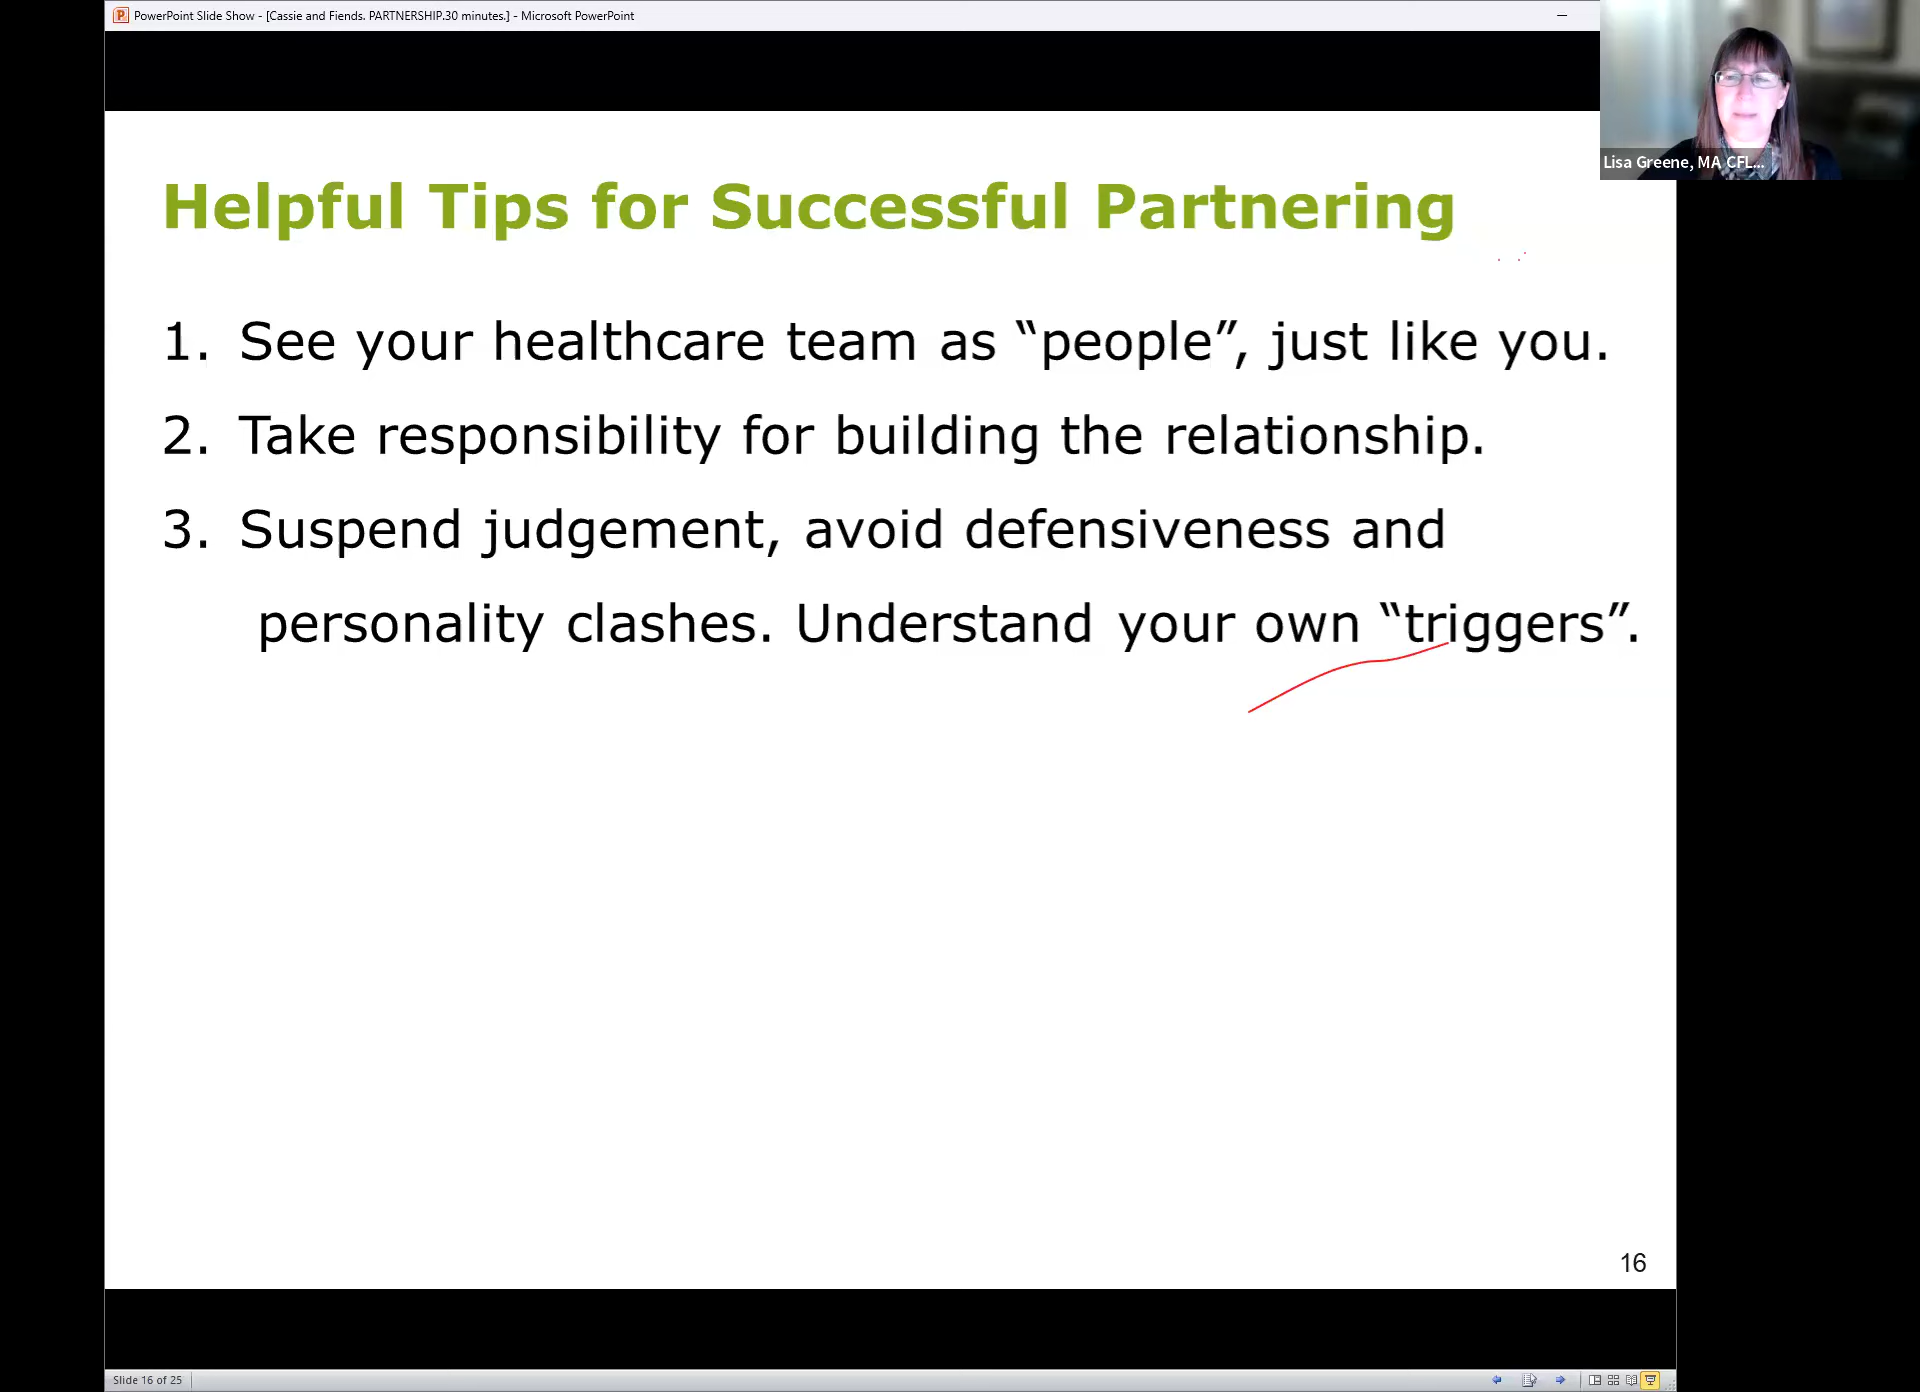 PowerPoint Slide Show - [Cassie and Fiends. PARTNERSHIP.30 minutes.] - Microsoft PowerPoint
Lisa Greene, MA CFL...
Helpful Tips for Successful Partnering
1. See your healthcare team as “people”, just like you.
2. Take responsibility for building the relationship.
3. Suspend judgement, avoid defensiveness and
personality clashes. Understand your own “triggers”.
16
Slide 16 of 25